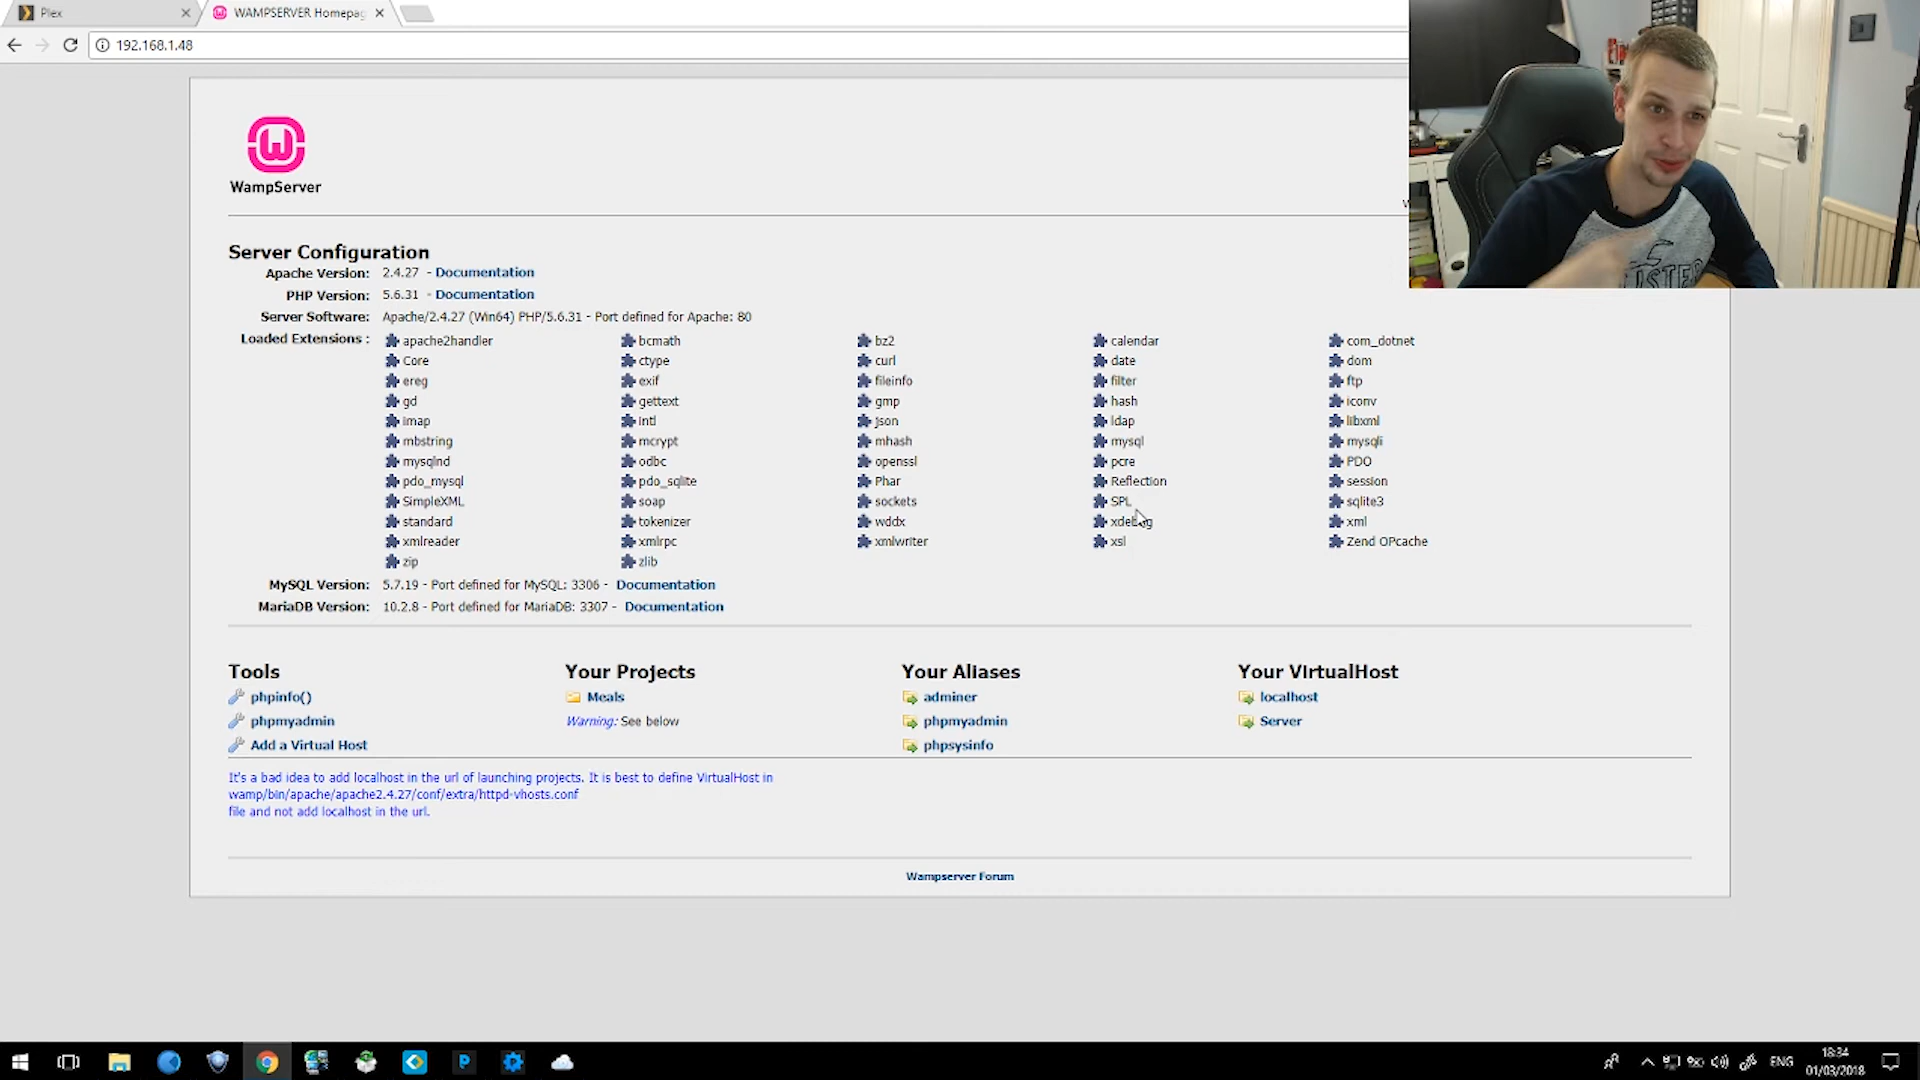 Plex
WAMPSERVER Homepag
192.168.1.48
W
WampServer
Server Configuration
Apache Version: 2.4.27 - Documentation
PHP Version: 5.6.31 - Documentation
Server Software: Apache/2.4.27 (Win64) PHP/5.6.31 - Port defined for Apache: 80
Loaded Extensions : apache2handler bcmath bz2 calendar com_dotnet
Core ctype curl date dom
ereg exif fileinfo filter ftp
gd gettext gmp hash iconv
imap intl json ldap libxml
mbstring mcrypt mhash mysql mysqli
mysqlnd odbc openssl pcre PDO
pdo_mysql pdo_sqlite Phar Reflection session
SimpleXML soap sockets SPL sqlite3
standard tokenizer wddx xdebug xml
xmlreader xmlrpc xmlwriter xsl Zend OPcache
zip zlib
MySQL Version: 5.7.19 - Port defined for MySQL: 3306 - Documentation
MariaDB Version: 10.2.8 - Port defined for MariaDB: 3307 - Documentation
Tools
phpinfo()
phpmyadmin
Add a Virtual Host
Your Projects
Meals
Warning: See below
Your Aliases
adminer
phpmyadmin
phpsysinfo
Your VirtualHost
localhost
Server
It's a bad idea to add localhost in the url of launching projects. It is best to define VirtualHost in
wamp/bin/apache/apache2.4.27/conf/extra/httpd-vhosts.conf
file and not add localhost in the url.
Wampserver Forum
P
ENG
18:34
01/03/2018